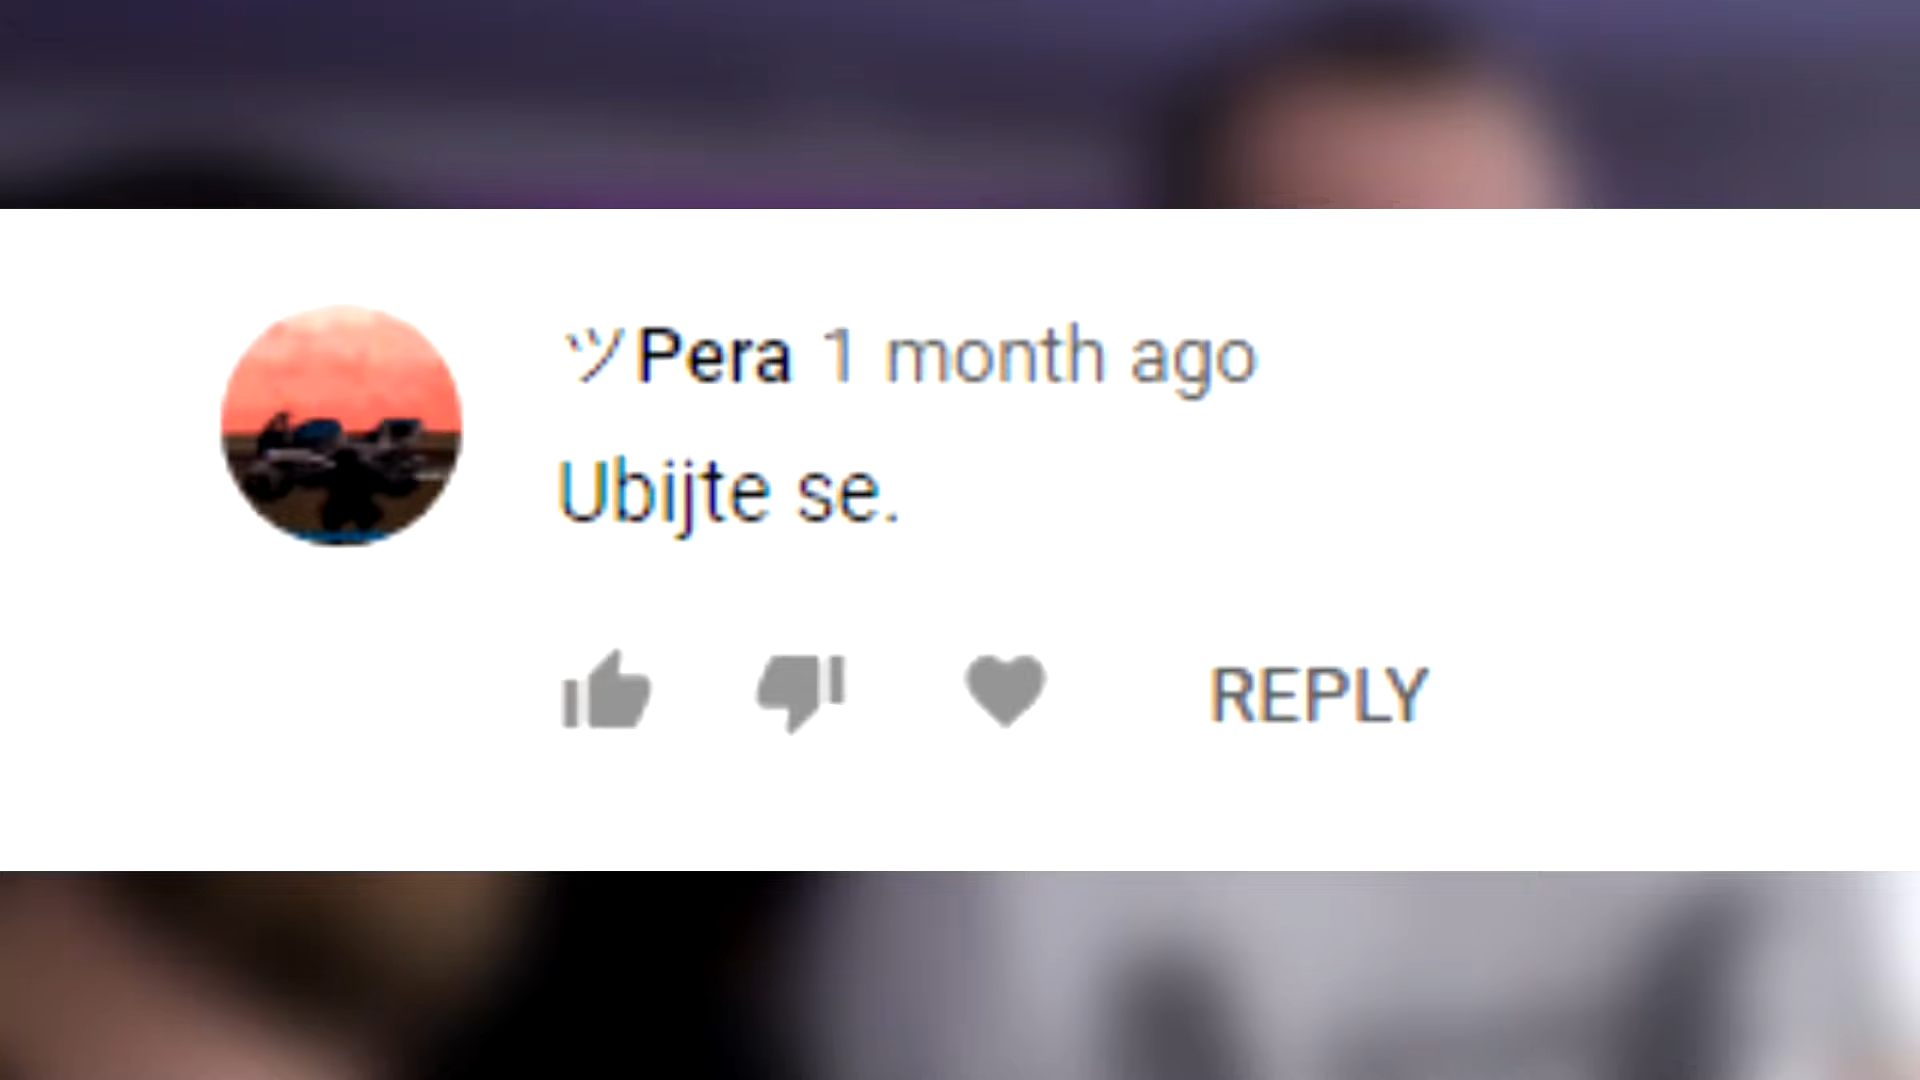 ツPera 1 month ago
Ubijte se.
REPLY